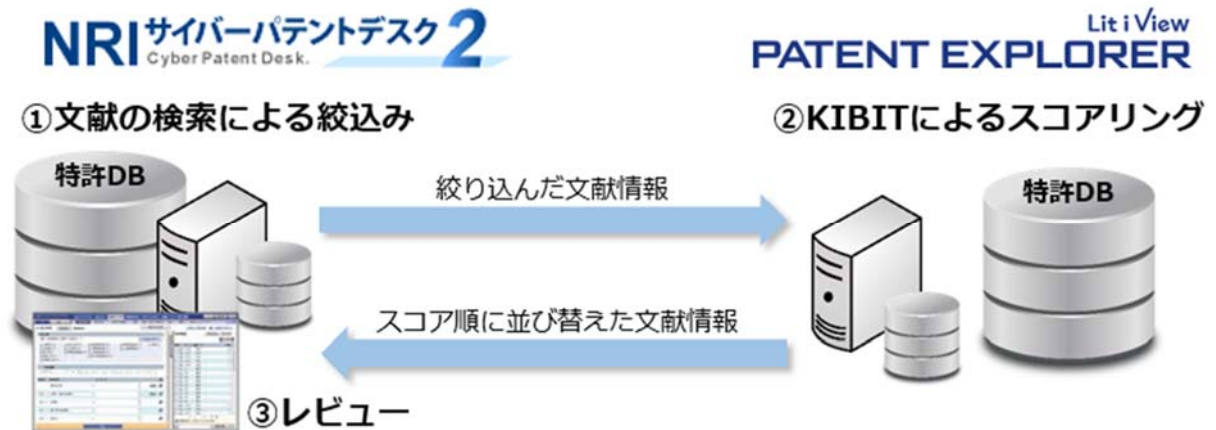 NRI サイバーパテントデスク2
Cyber Patent Desk.
Lit i View
PATENT EXPLORER
①文献の検索による絞込み
②KIBITによるスコアリング
特許DB
絞り込んだ文献情報
特許DB
スコア順に並び替えた文献情報
③レビュー